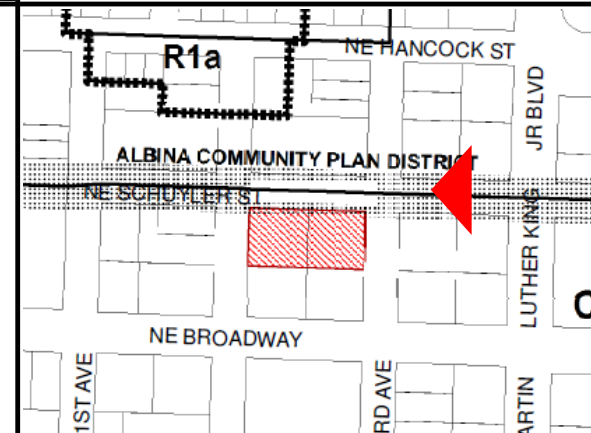 NE HANCOCK ST
R1a
JR BLVD
ALBINA COMMUNITY PLAN DISTRICT
NE SCHUYLER ST
LUTHER KING
C
NE BROADWAY
1ST AVE
RD AVE
ARTIN